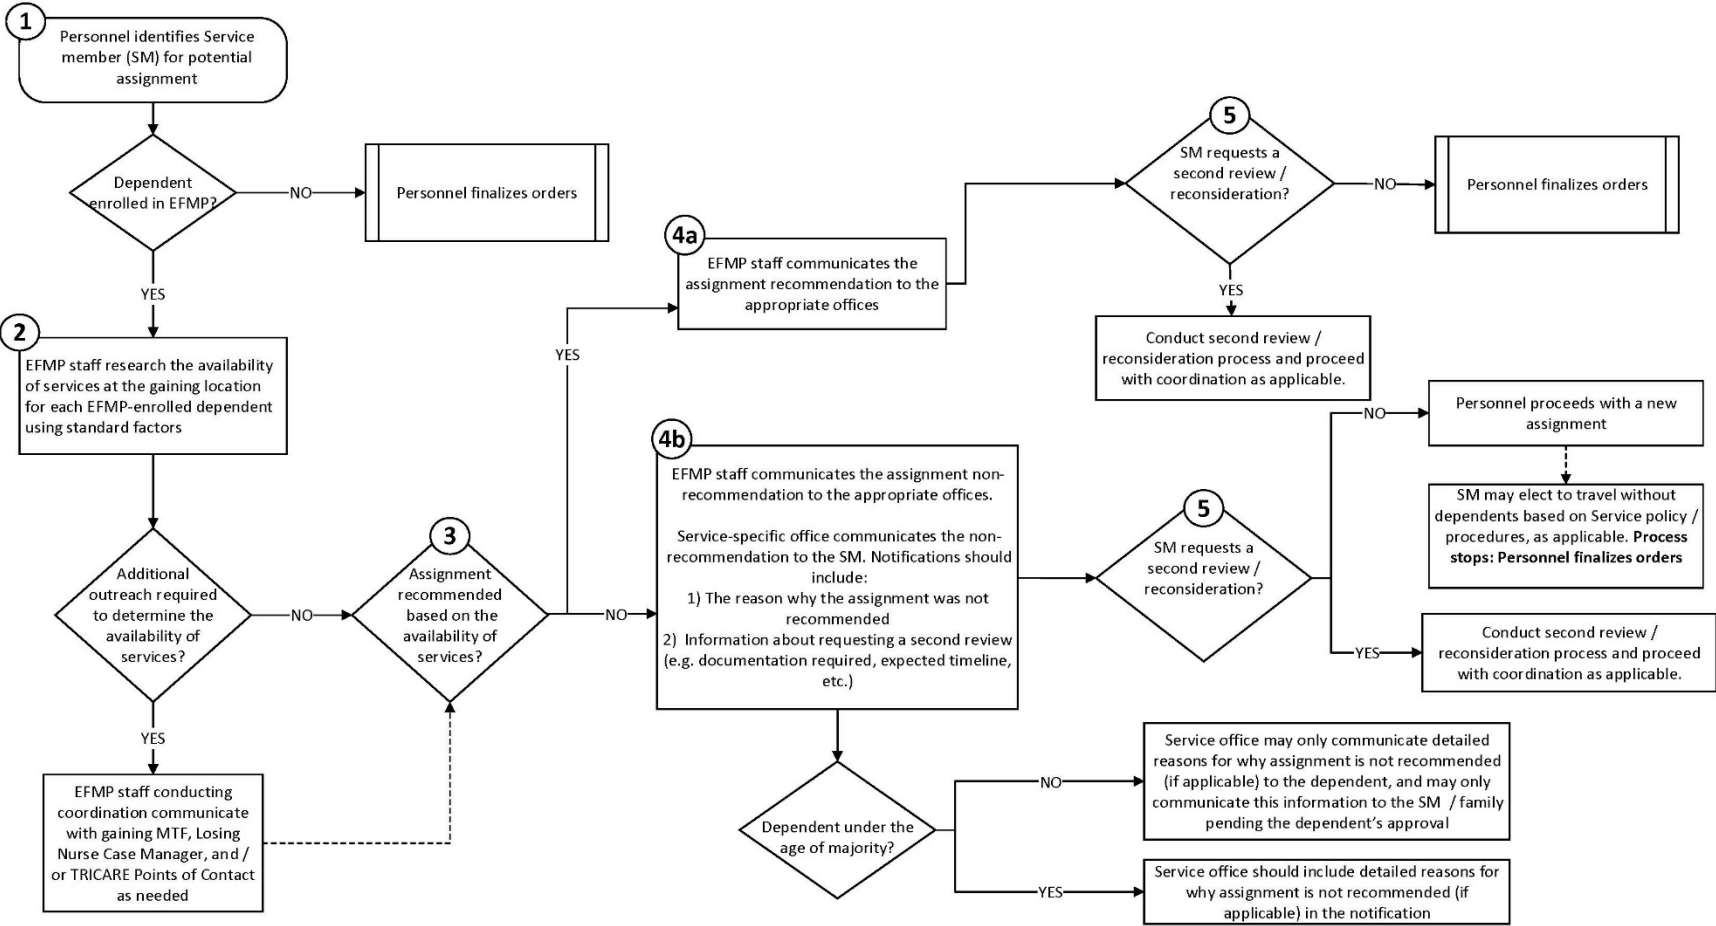 1
Personnel identifies Service
member (SM) for potential
assignment
Dependent
enrolled in EFMP?
NO
Personnel finalizes orders
YES
2
EFMP staff research the availability
of services at the gaining location
for each EFMP-enrolled dependent
using standard factors
Additional
outreach required
to determine the
availability of
services?
NO
YES
EFMP staff conducting
coordination communicate
with gaining MTF, Losing
Nurse Case Manager, and /
or TRICARE Points of Contact
as needed
3
Assignment
recommended
based on the
availability of
services?
YES
NO
4a
EFMP staff communicates the
assignment recommendation to the
appropriate offices
5
SM requests a
second review /
reconsideration?
NO
Personnel finalizes orders
YES
Conduct second review /
reconsideration process and proceed
with coordination as applicable.
4b
EFMP staff communicates the assignment non-
recommendation to the appropriate offices.
Service-specific office communicates the non-
recommendation to the SM. Notifications should
include:
1) The reason why the assignment was not
recommended
2) Information about requesting a second review
(e.g. documentation required, expected timeline,
etc.)
5
SM requests a
second review /
reconsideration?
NO
Personnel proceeds with a new
assignment
SM may elect to travel without
dependents based on Service policy /
procedures, as applicable. Process
stops: Personnel finalizes orders
YES
Conduct second review /
reconsideration process and proceed
with coordination as applicable.
Dependent under the
age of majority?
NO
Service office may only communicate detailed
reasons for why assignment is not recommended
(if applicable) to the dependent, and may only
communicate this information to the SM / family
pending the dependent's approval
YES
Service office should include detailed reasons for
why assignment is not recommended (if
applicable) in the notification